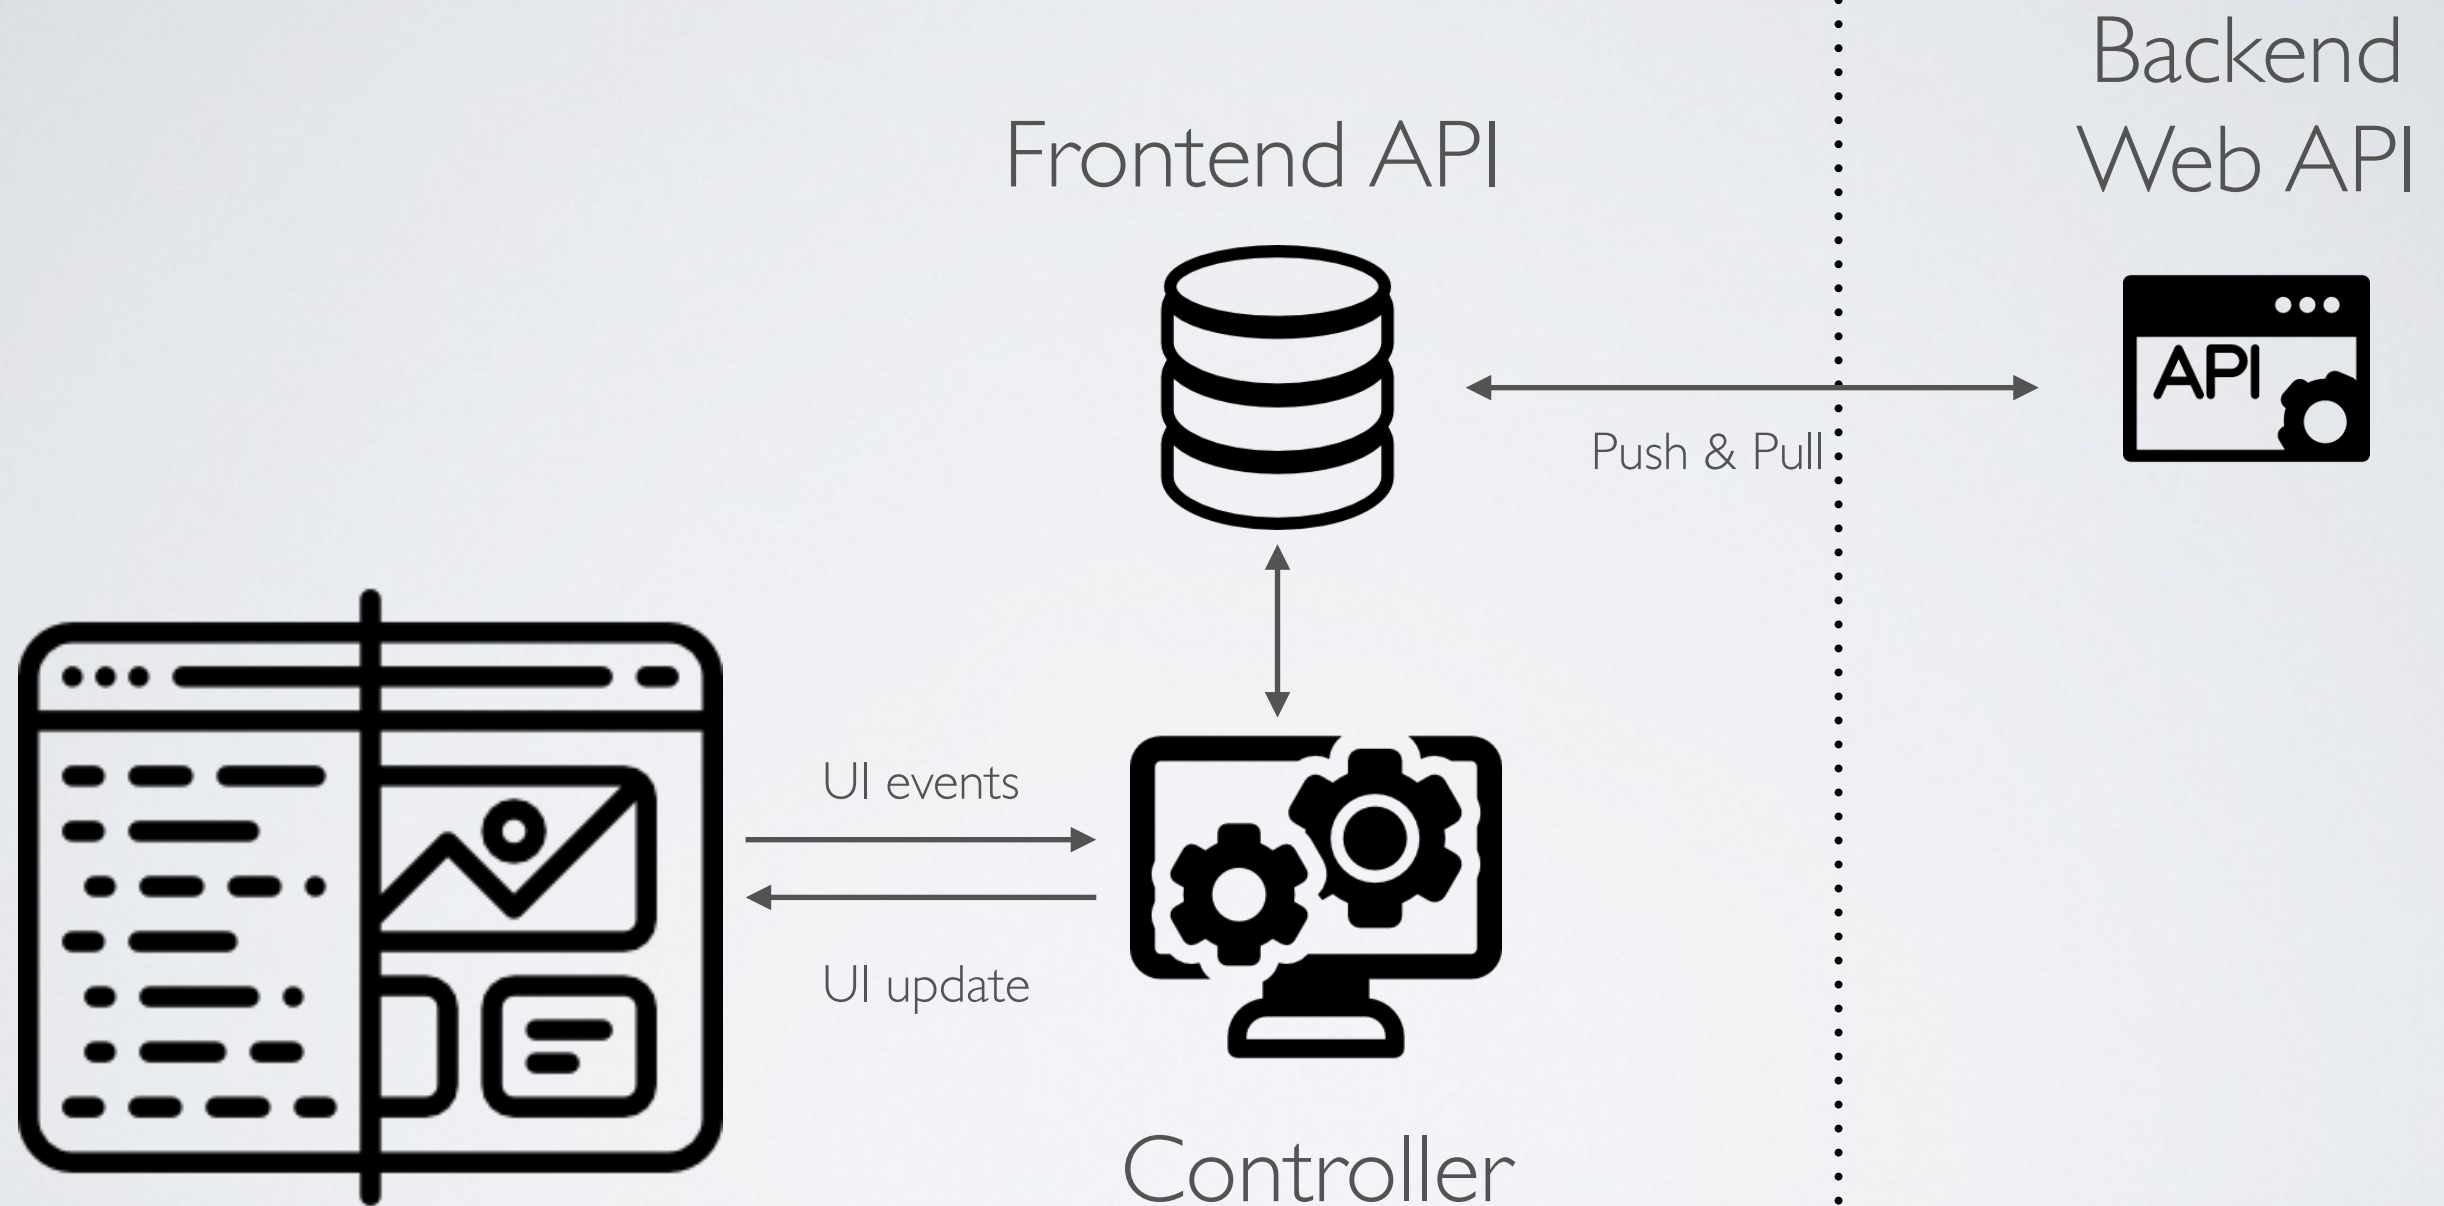 Backend
Web API
Frontend API
API
Push & Pull
UI events
UI update
Controller